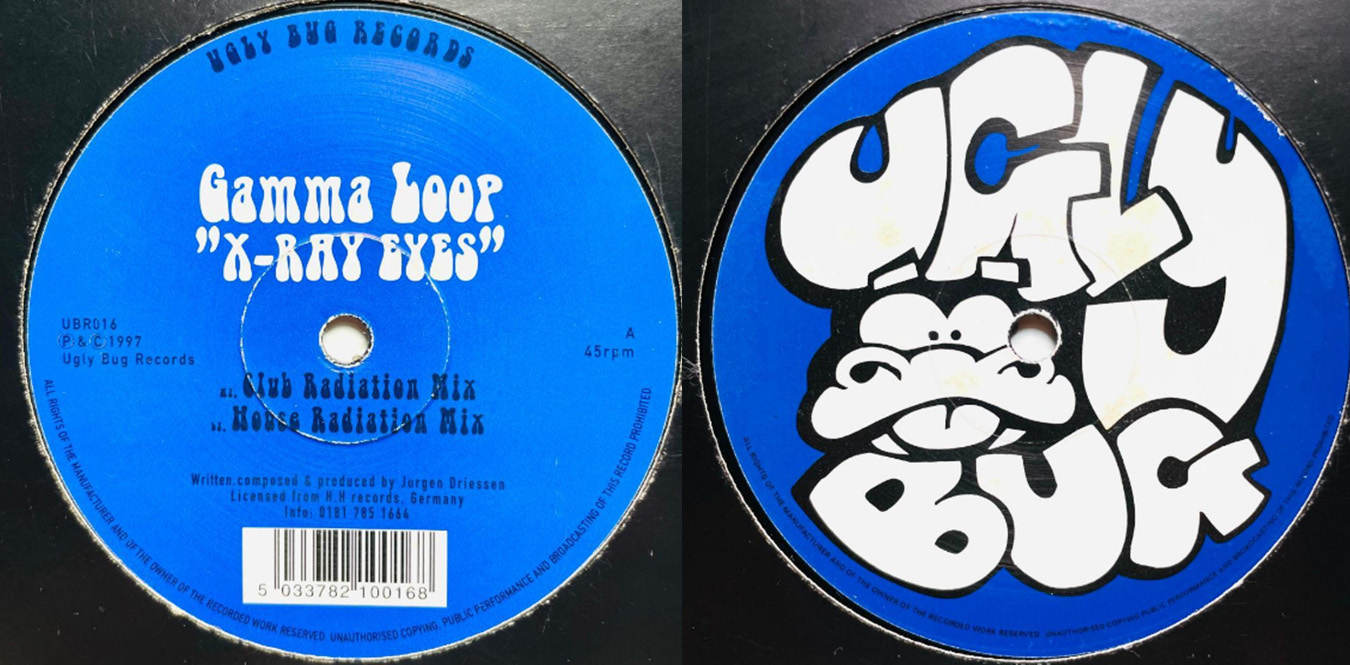 UGLY BUG RECORDS
Gamma Loop
"X-RAY EYES"
UBR016
Ⓟ & Ⓒ 1997
Ugly Bug Records
A
45rpm
a1. Club Radiation Mix
b1. House Radiation Mix
Written.composed & produced by Jurgen Driessen
Licensed from H.H records, Germany
Info: 0181 785 1664
5 033782 100168
ALL RIGHTS OF THE MANUFACTURER AND OF THE OWNER OF THE RECORDED WORK RESERVED. UNAUTHORISED COPYING, PUBLIC PERFORMANCE AND BROADCASTING OF THIS RECORD PROHIBITED
UGLY
BUG
ALL RIGHTS OF THE MANUFACTURER AND OF THE OWNER OF THE RECORDED WORK RESERVED. UNAUTHORISED COPYING PUBLIC PERFORMANCE AND BROADCASTING OF THIS RECORD PROHIBITED